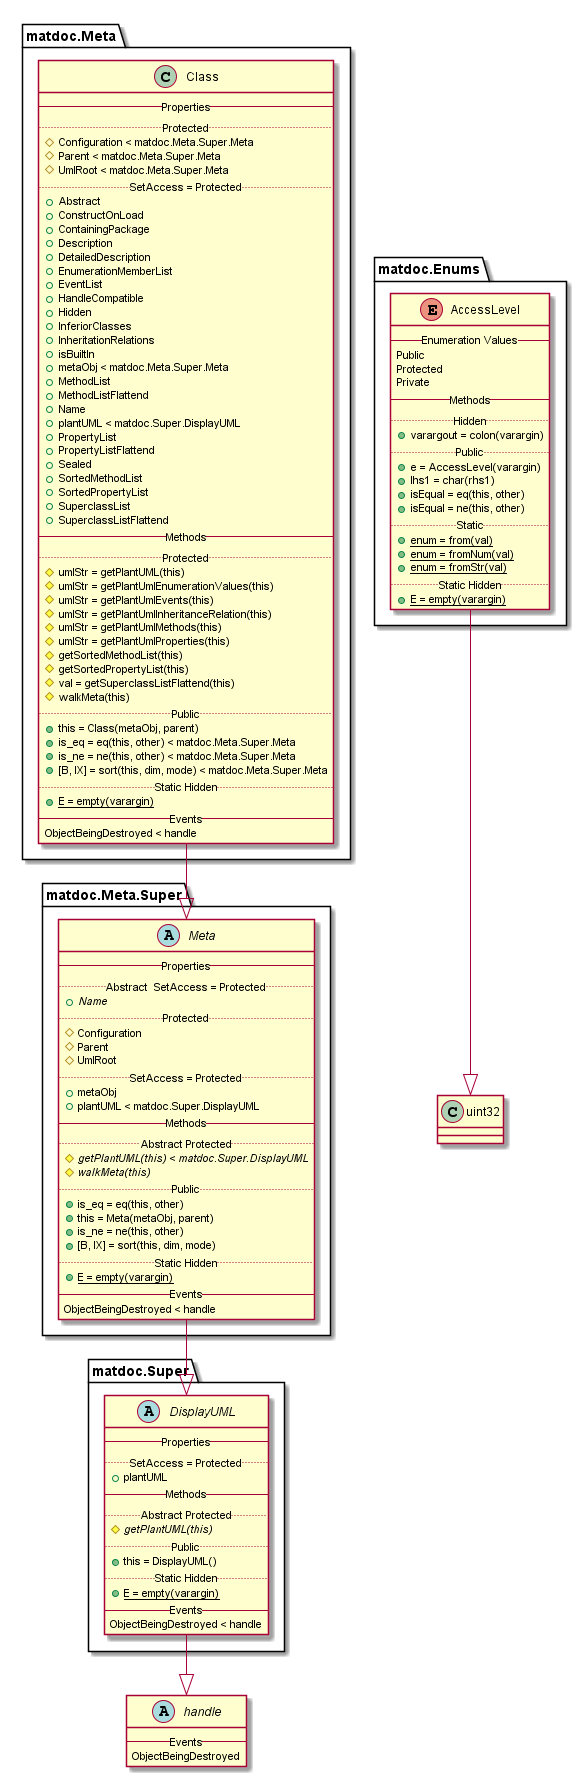 matdoc.Meta
C Class
Properties
Protected
Configuration < matdoc.Meta.Super.Meta
Parent < matdoc.Meta.Super.Meta
UmlRoot < matdoc.Meta.Super.Meta
SetAccess = Protected
Abstract
ConstructOnLoad
ContainingPackage
Description
DetailedDescription
EnumerationMemberList
EventList
HandleCompatible
Hidden
InferiorClasses
InheritationRelations
isBuiltIn
metaObj < matdoc.Meta.Super.Meta
MethodList
MethodListFlattend
Name
plantUML < matdoc.Super.DisplayUML
PropertyList
PropertyListFlattend
Sealed
SortedMethodList
SortedPropertyList
SuperclassList
SuperclassListFlattend
Methods
Protected
umlStr = getPlantUML(this)
umlStr = getPlantUmlEnumerationValues(this)
umlStr = getPlantUmlEvents(this)
umlStr = getPlantUmlInheritanceRelation(this)
umlStr = getPlantUmlMethods(this)
umlStr = getPlantUmlProperties(this)
getSortedMethodList(this)
getSortedPropertyList(this)
val = getSuperclassListFlattend(this)
walkMeta(this)
Public
this = Class(metaObj, parent)
is_eq = eq(this, other) < matdoc.Meta.Super.Meta
is_ne = ne(this, other) < matdoc.Meta.Super.Meta
[B, IX] = sort(this, dim, mode) < matdoc.Meta.Super.Meta
Static Hidden
E = empty(varargin)
Events
ObjectBeingDestroyed < handle
matdoc.Enums
E AccessLevel
Enumeration Values
Public
Protected
Private
Methods
Hidden
varargout = colon(varargin)
Public
e = AccessLevel(varargin)
lhs1 = char(rhs1)
isEqual = eq(this, other)
isEqual = ne(this, other)
Static
enum = from(val)
enum = fromNum(val)
enum = fromStr(val)
Static Hidden
E = empty(varargin)
matdoc.Meta.Super
A Meta
Properties
Abstract SetAccess = Protected
Name
Protected
Configuration
Parent
UmlRoot
SetAccess = Protected
metaObj
plantUML < matdoc.Super.DisplayUML
Methods
Abstract Protected
getPlantUML(this) < matdoc.Super.DisplayUML
walkMeta(this)
Public
is_eq = eq(this, other)
this = Meta(metaObj, parent)
is_ne = ne(this, other)
[B, IX] = sort(this, dim, mode)
Static Hidden
E = empty(varargin)
Events
ObjectBeingDestroyed < handle
C uint32
matdoc.Super
A DisplayUML
Properties
SetAccess = Protected
plantUML
Methods
Abstract Protected
getPlantUML(this)
Public
this = DisplayUML()
Static Hidden
E = empty(varargin)
Events
ObjectBeingDestroyed < handle
A handle
Events
ObjectBeingDestroyed